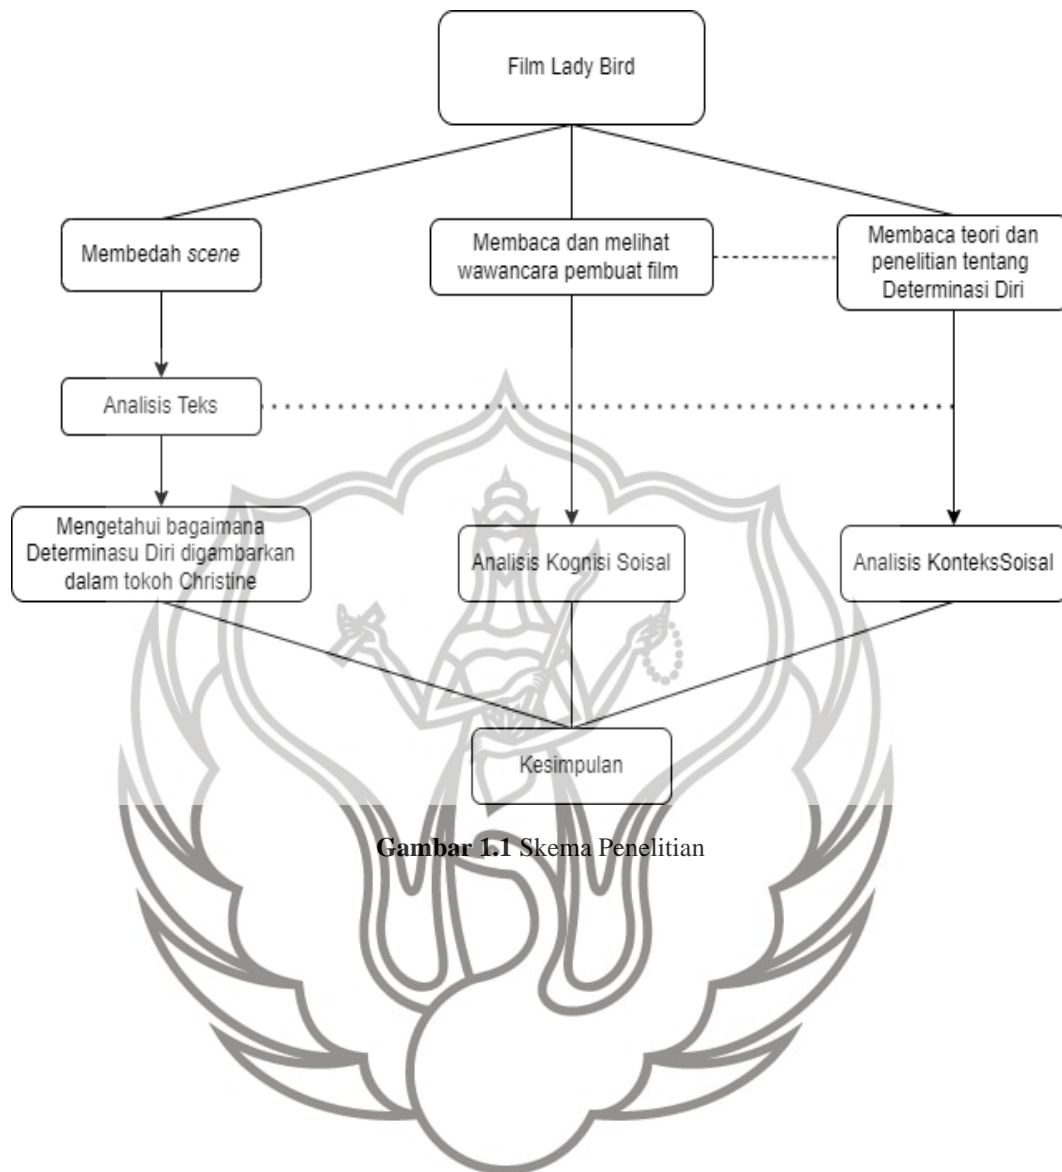 Film Lady Bird
Membedah scene
Membaca dan melihat
wawancara pembuat film
Membaca teori dan
penelitian tentang
Determinasi Diri
Analisis Teks
Mengetahui bagaimana
Determinasu Diri digambarkan
dalam tokoh Christine
Analisis Kognisi Soisal
Analisis KonteksSoisal
Kesimpulan
Gambar 1.1 Skema Penelitian